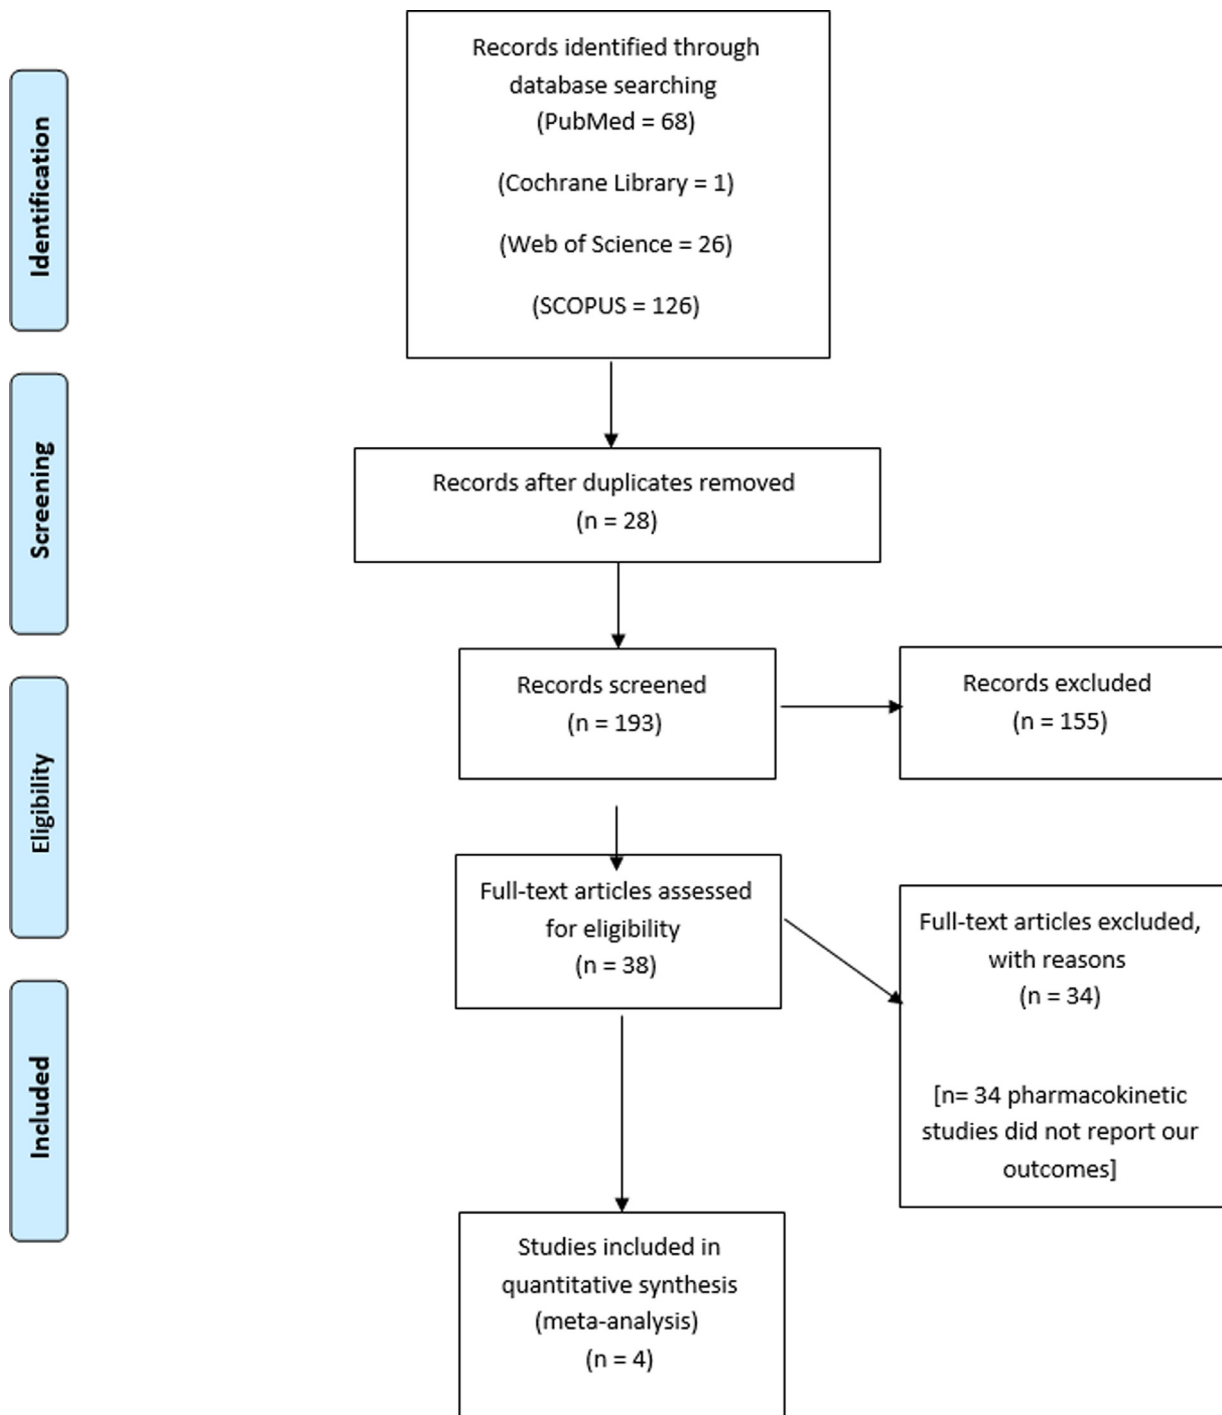 Identification
Records identified through
database searching
(PubMed = 68)
(Cochrane Library = 1)
(Web of Science = 26)
(SCOPUS = 126)
Screening
Records after duplicates removed
(n = 28)
Records screened
(n = 193)
Records excluded
(n = 155)
Eligibility
Full-text articles assessed
for eligibility
(n = 38)
Full-text articles excluded,
with reasons
(n = 34)
[n= 34 pharmacokinetic
studies did not report our
outcomes]
Included
Studies included in
quantitative synthesis
(meta-analysis)
(n = 4)